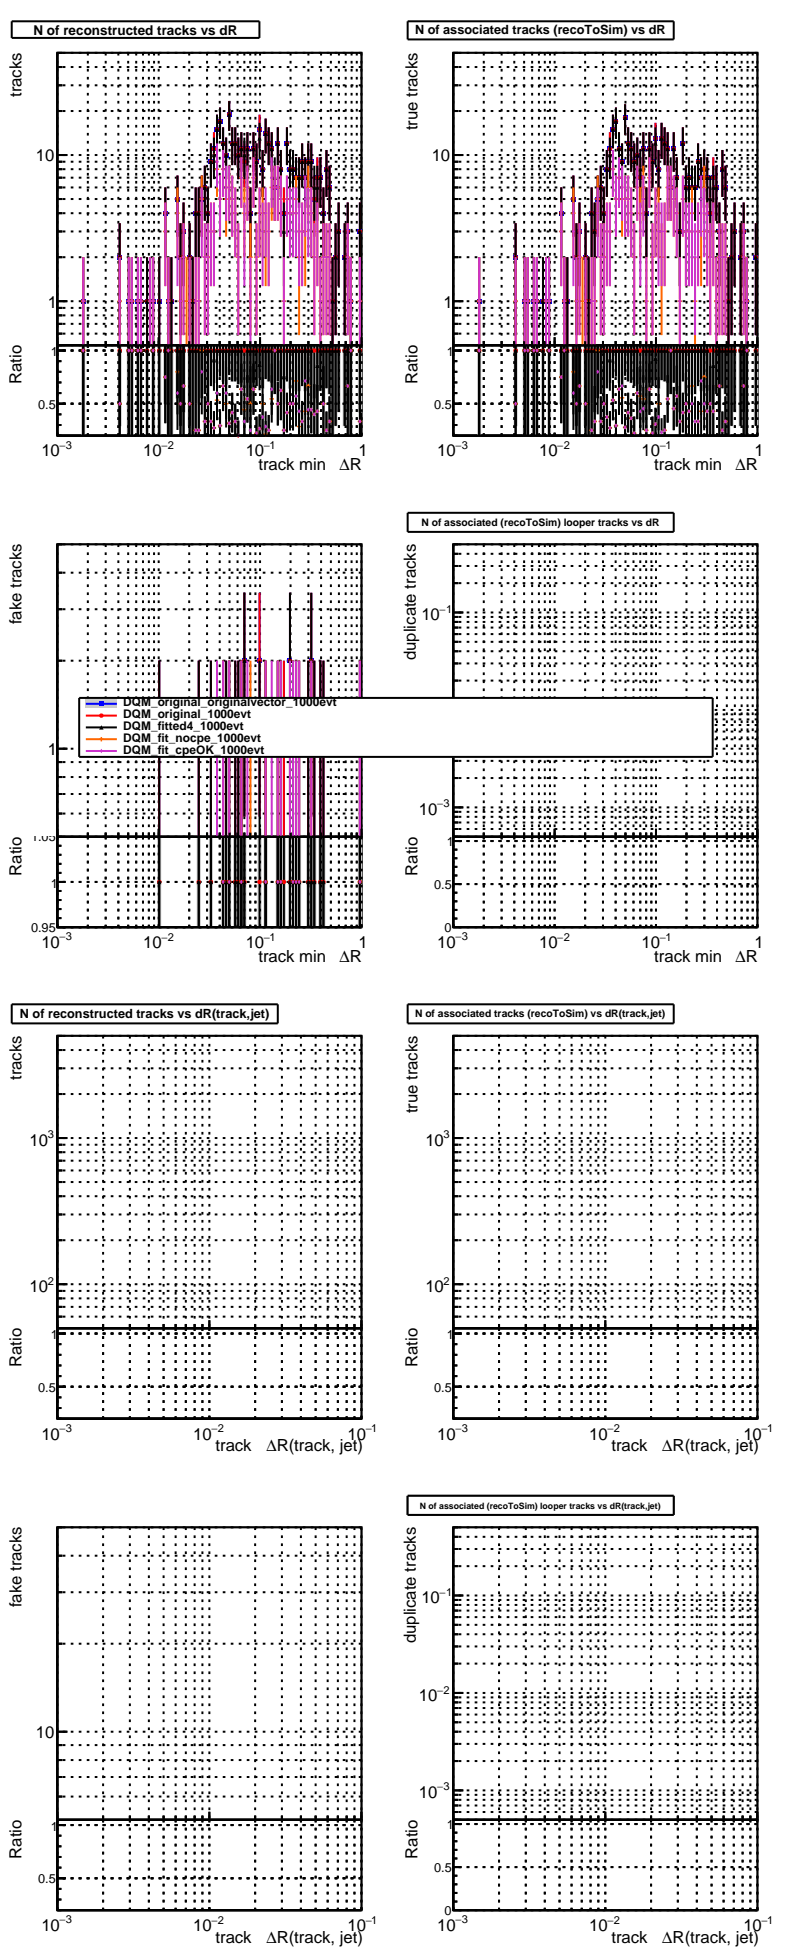 N of reconstructed tracks vs dR
tracks
10
1
Ratio
1
0.5
10⁻³
10⁻²
10⁻¹
1
track min ΔR
N of associated tracks (recoToSim) vs dR
true tracks
10
1
Ratio
1
0.5
10⁻³
10⁻²
10⁻¹
1
track min ΔR
fake tracks
1
Ratio
1.05
1
0.95
10⁻³
10⁻²
10⁻¹
1
track min ΔR
N of associated (recoToSim) looper tracks vs dR
duplicate tracks
10⁻¹
10⁻³
Ratio
1
0.5
0
10⁻³
10⁻²
10⁻¹
1
track min ΔR
DQM_original_originalvector_1000evt
DQM_original_1000evt
DQM_fitted4_1000evt
DQM_fit_nocpe_1000evt
DQM_fit_cpeOK_1000evt
N of reconstructed tracks vs dR(track,jet)
tracks
10³
10²
Ratio
1
0.5
10⁻³
10⁻²
10⁻¹
track ΔR(track, jet)
N of associated tracks (recoToSim) vs dR(track,jet)
true tracks
10³
10²
Ratio
1
0.5
10⁻³
10⁻²
10⁻¹
track ΔR(track, jet)
fake tracks
10
Ratio
1
0.5
10⁻³
10⁻²
10⁻¹
track ΔR(track, jet)
N of associated (recoToSim) looper tracks vs dR(track,jet)
duplicate tracks
10⁻¹
10⁻²
10⁻³
Ratio
1
0.5
0
10⁻³
10⁻²
10⁻¹
track ΔR(track, jet)